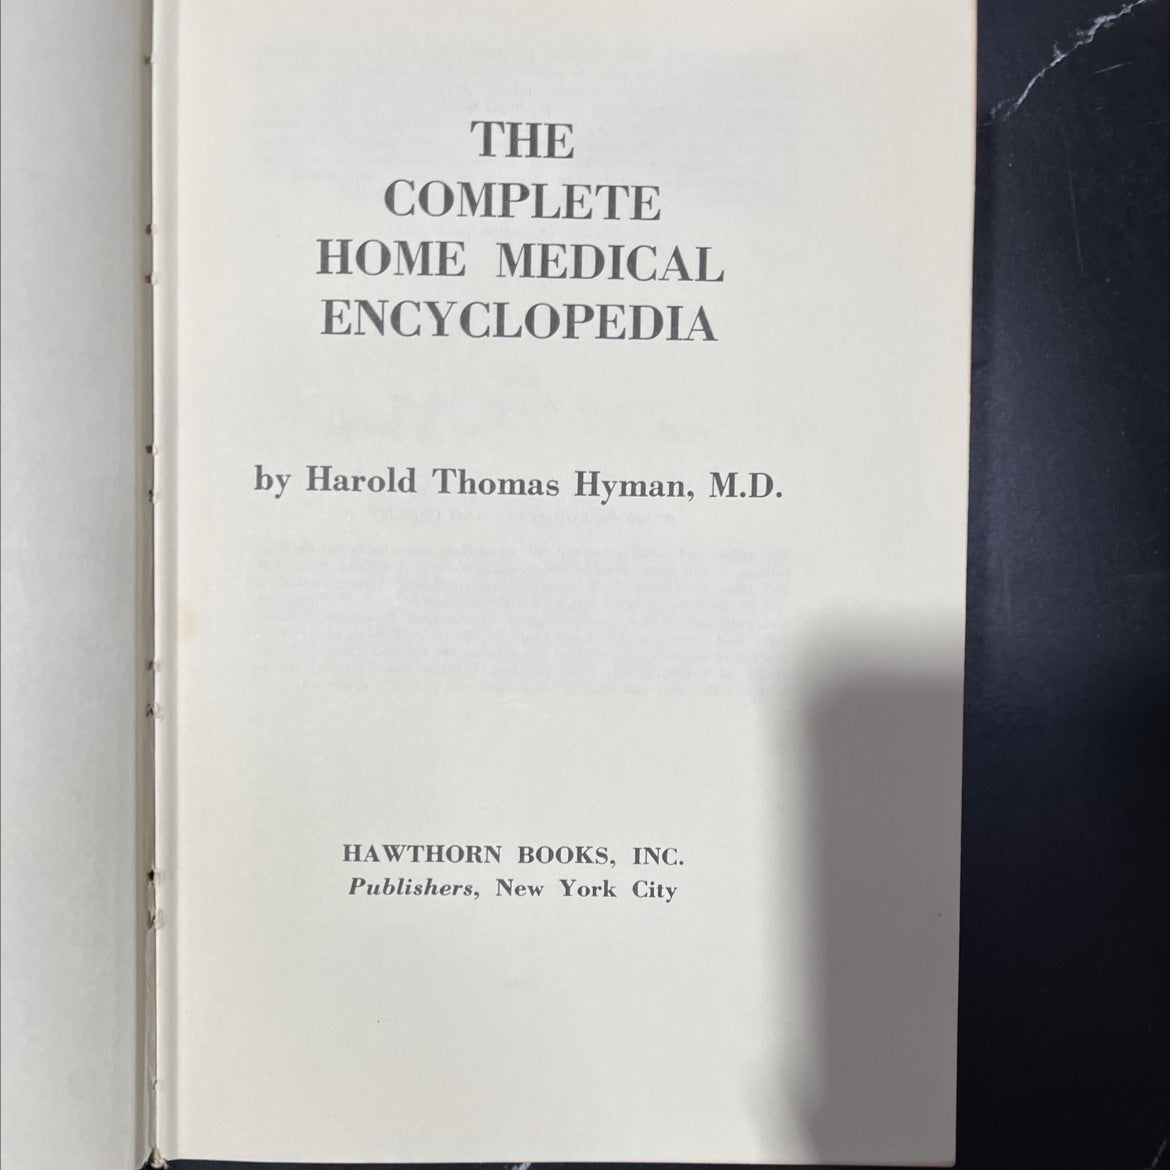 THE
COMPLETE
HOME MEDICAL
ENCYCLOPEDIA
by Harold Thomas Hyman, M.D.
HAWTHORN BOOKS, INC.
Publishers, New York City